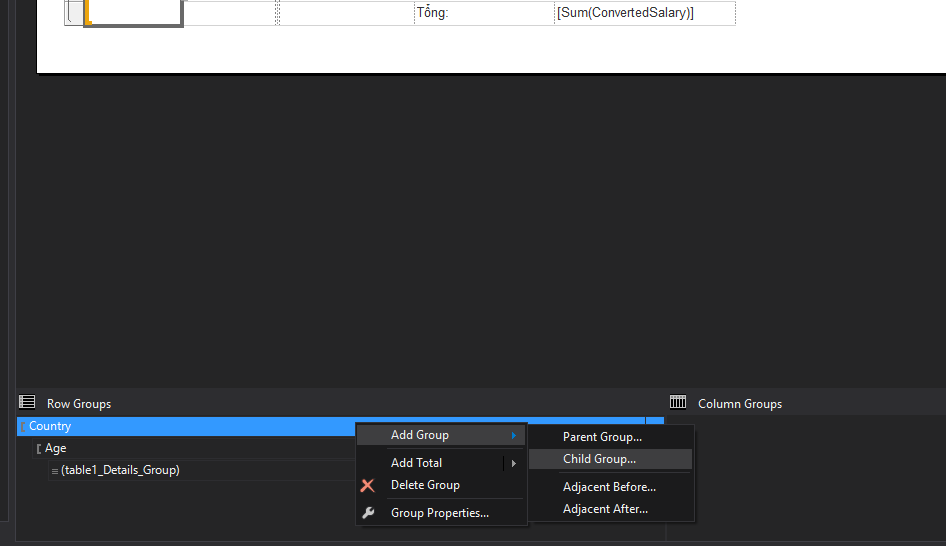 Tổng: [Sum(ConvertedSalary)]
Row Groups
Column Groups
Country
Age
(table1_Details_Group)
Add Group
Add Total
Delete Group
Group Properties...
Parent Group...
Child Group...
Adjacent Before...
Adjacent After...